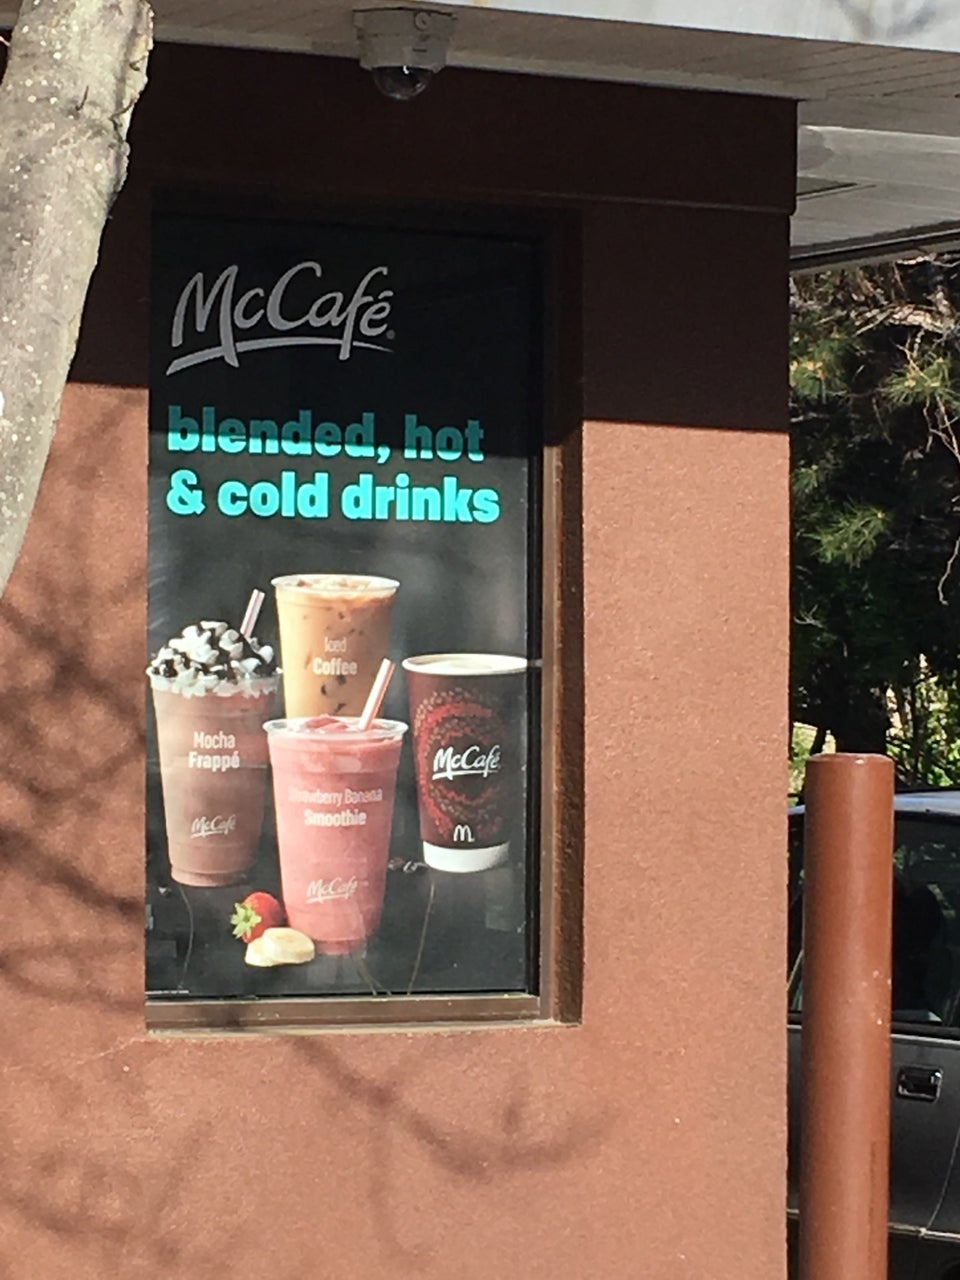 McCafé®
blended, hot
& cold drinks
Iced
Coffee
Mocha
Frappé
McCafé
Strawberry Banana
Smoothie
McCafé
McCafé
M